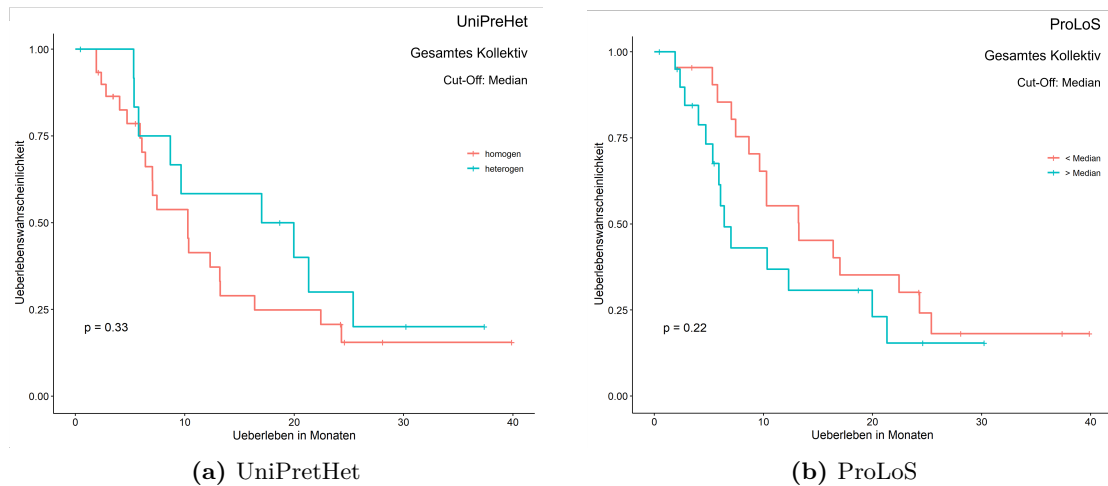 UniPreHet
Gesamtes Kollektiv
Cut-Off: Median
1.00
0.75
0.50
0.25
0.00
Ueberlebenswahrscheinlichkeit
homogen
heterogen
p = 0.33
0 10 20 30 40
Ueberleben in Monaten
(a) UniPretHet
ProLoS
Gesamtes Kollektiv
Cut-Off: Median
1.00
0.75
0.50
0.25
0.00
Ueberlebenswahrscheinlichkeit
< Median
> Median
p = 0.22
0 10 20 30 40
Ueberleben in Monaten
(b) ProLoS